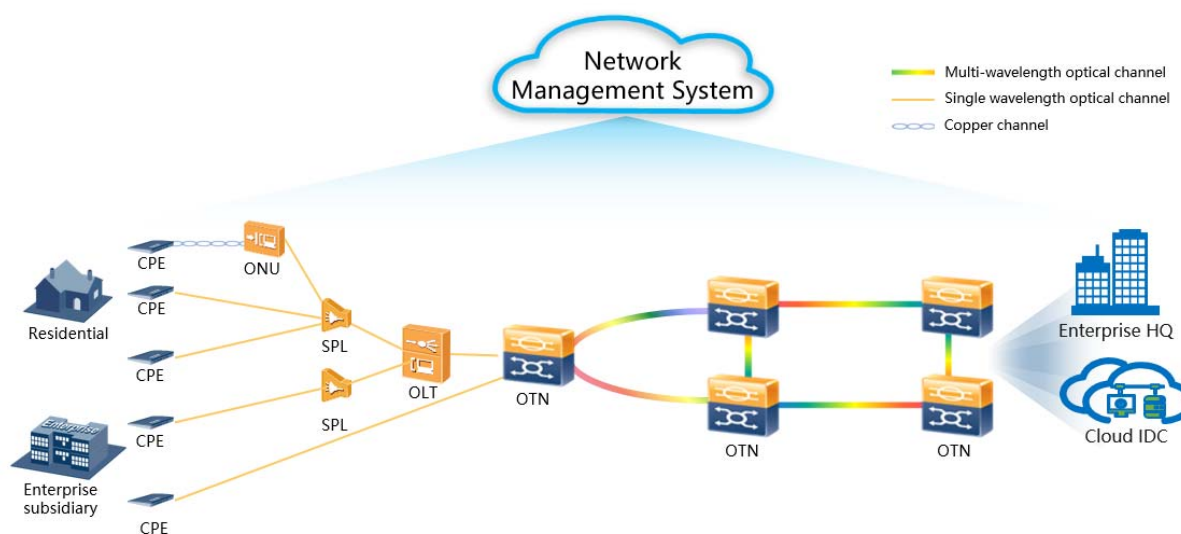 Network
Management System
Multi-wavelength optical channel
Single wavelength optical channel
Copper channel
CPE
ONU
CPE
Residential
SPL
CPE
OLT
OTN
Enterprise
CPE
SPL
Enterprise
subsidiary
CPE
OTN
OTN
Enterprise HQ
Cloud IDC